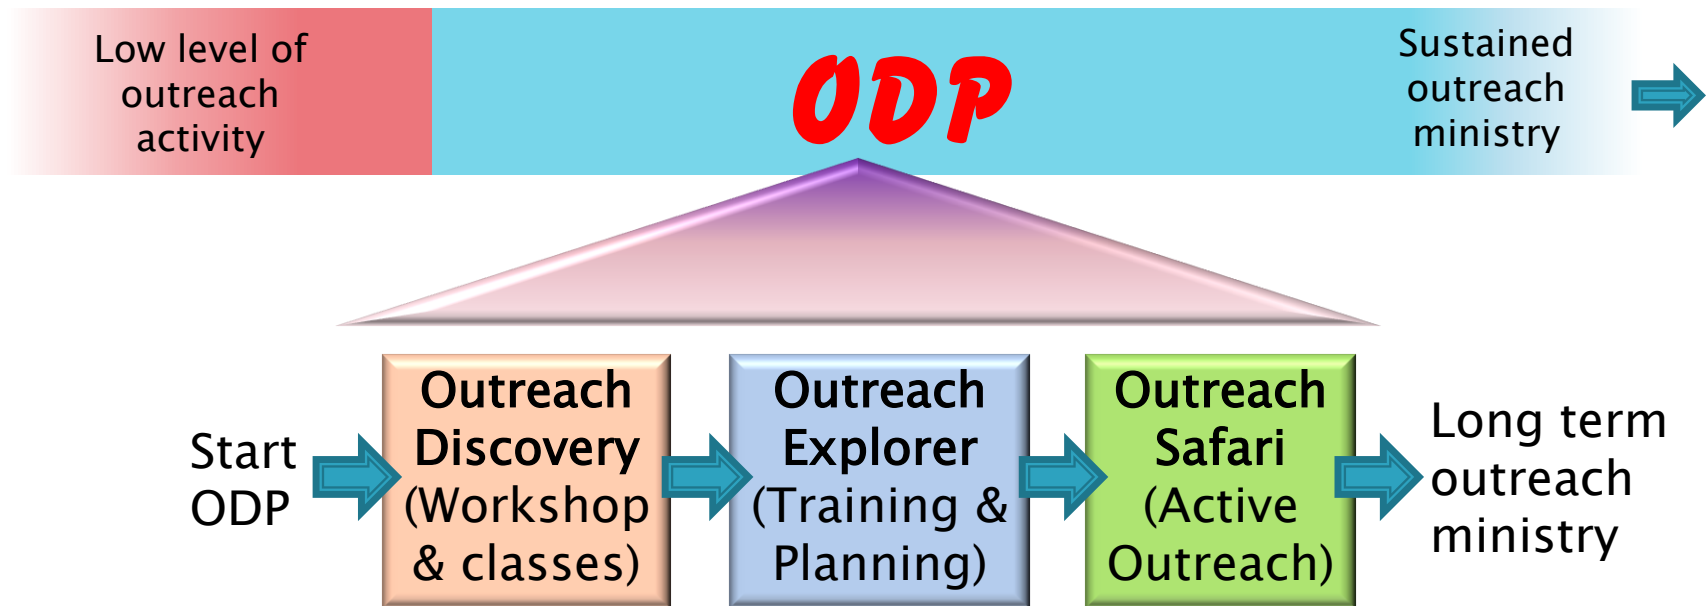 Low level of
outreach
activity
ODP
Sustained
outreach
ministry
Start
ODP
Outreach
Discovery
(Workshop
& classes)
Outreach
Explorer
(Training &
Planning)
Outreach
Safari
(Active
Outreach)
Long term
outreach
ministry